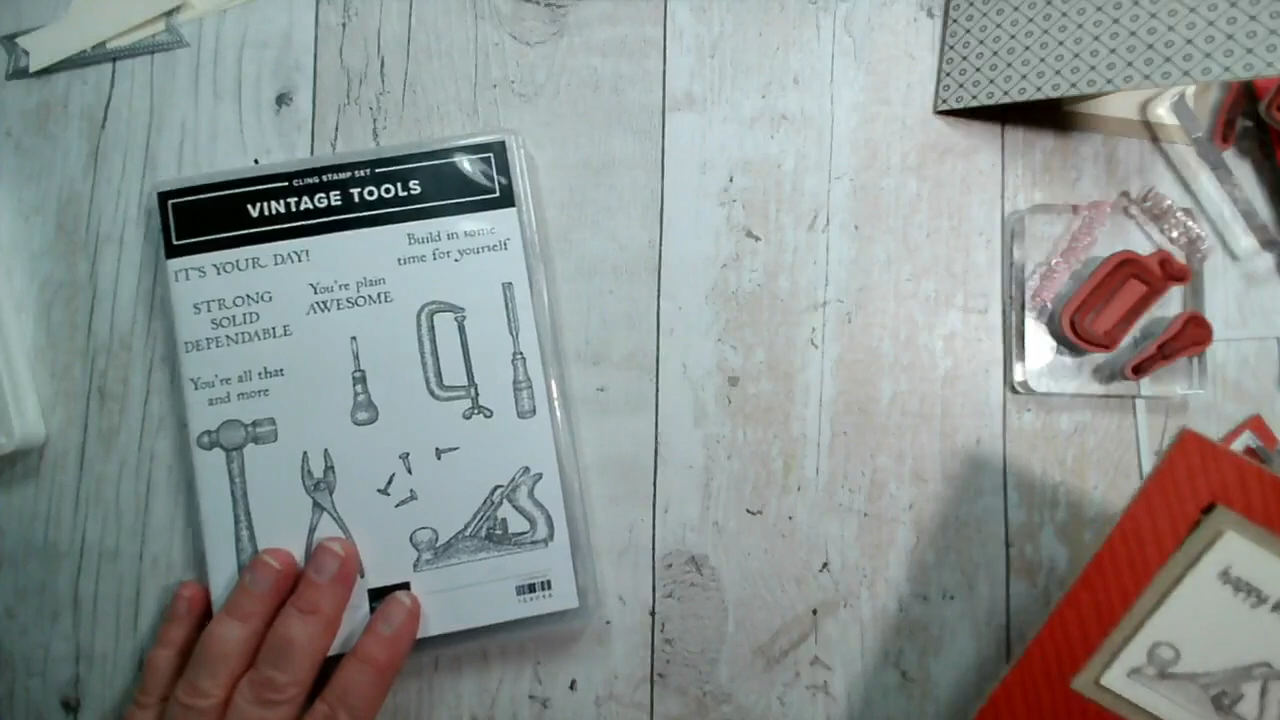 CLING STAMP SET
VINTAGE TOOLS
Build in some
time for yourself
IT'S YOUR DAY!
You're plain
AWESOME
STRONG
SOLID
DEPENDABLE
You're all that
and more
happy